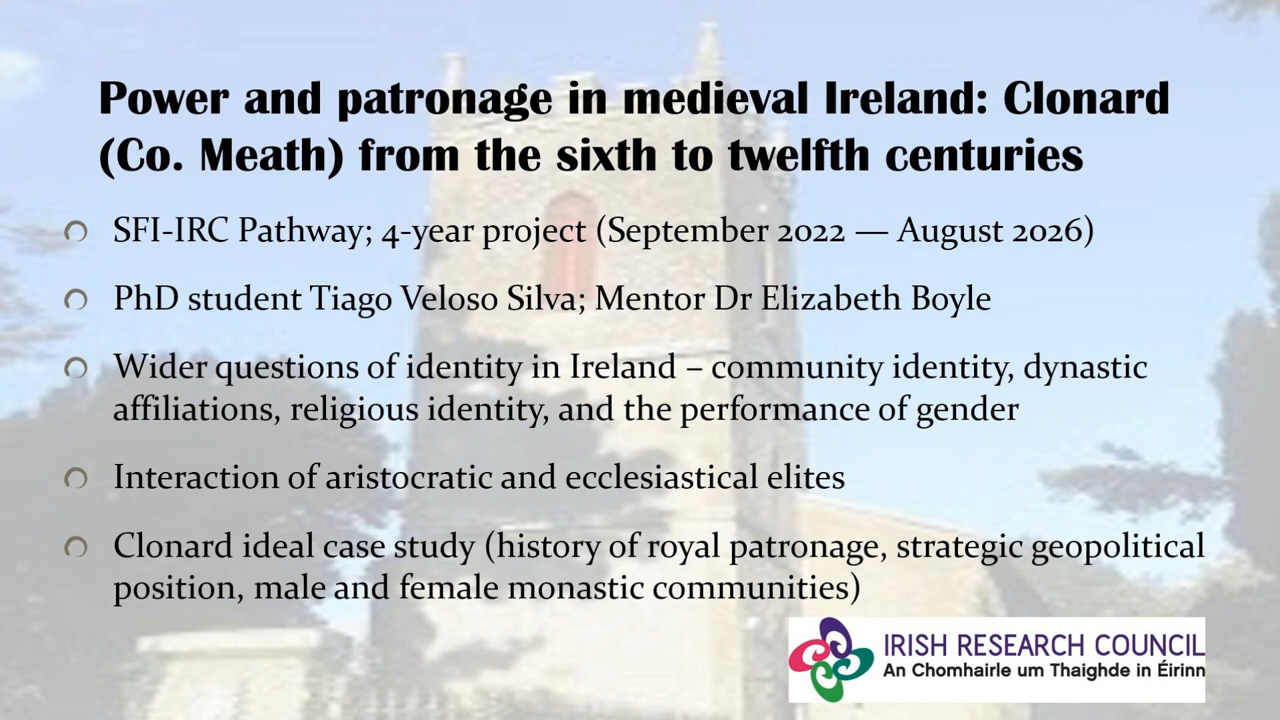 Power and patronage in medieval Ireland: Clonard
(Co. Meath) from the sixth to twelfth centuries
SFI-IRC Pathway; 4-year project (September 2022 — August 2026)
PhD student Tiago Veloso Silva; Mentor Dr Elizabeth Boyle
Wider questions of identity in Ireland – community identity, dynastic
affiliations, religious identity, and the performance of gender
Interaction of aristocratic and ecclesiastical elites
Clonard ideal case study (history of royal patronage, strategic geopolitical
position, male and female monastic communities)
IRISH RESEARCH COUNCIL
An Chomhairle um Thaighde in Éirinn